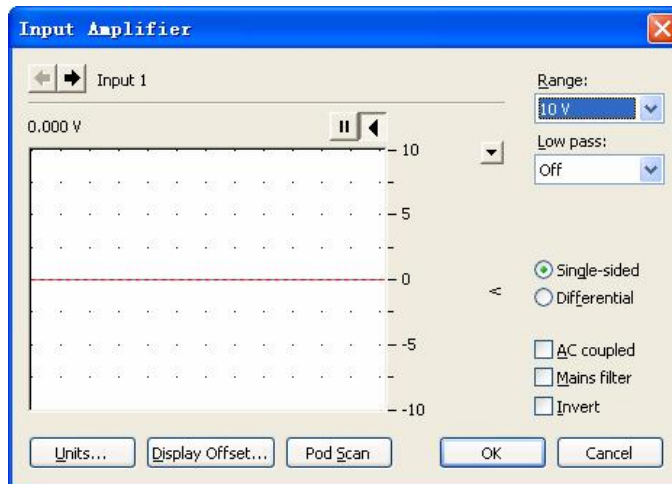 Input Amplifier
Input 1
0.000 V
10
5
0
-5
-10
<
Range:
10 V
Low pass:
Off
Single-sided
Differential
AC coupled
Mains filter
Invert
Units...
Display Offset...
Pod Scan
OK
Cancel